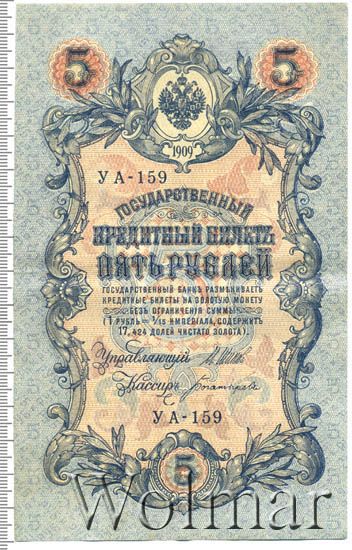 5 5
1909
УА-159
ГОСУДАРСТВЕННЫЙ
КРЕДИТНЫЙ БИЛЕТЪ
ПЯТЬ РУБЛЕЙ
ГОСУДАРСТВЕННЫЙ БАНКЪ РАЗМѢНИВАЕТЪ
КРЕДИТНЫЕ БИЛЕТЫ НА ЗОЛОТУЮ МОНЕТУ
БЕЗЪ ОГРАНИЧЕНІЯ СУММЫ
(1 РУБЛЬ = 1/15 ИМПЕРІАЛА, СОДЕРЖИТЪ
17,424 ДОЛЕЙ ЧИСТАГО ЗОЛОТА).
Управляющій
Кассиръ
УА-159
5
Wolmar